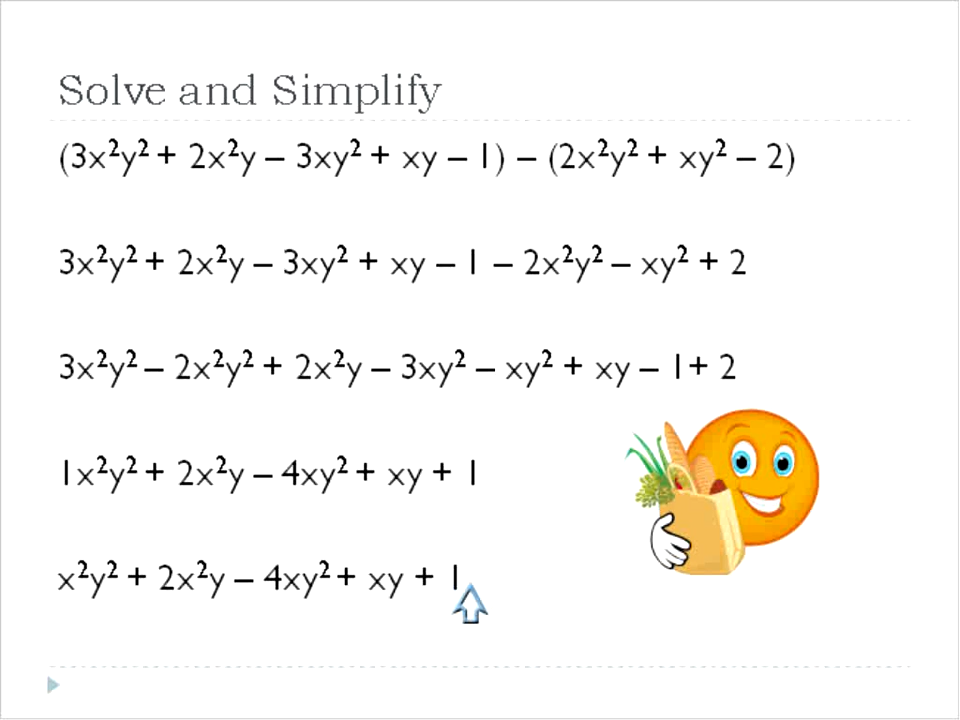 Solve and Simplify
(3x²y² + 2x²y – 3xy² + xy – 1) – (2x²y² + xy² – 2)
3x²y² + 2x²y – 3xy² + xy – 1 – 2x²y² – xy² + 2
3x²y² – 2x²y² + 2x²y – 3xy² – xy² + xy – 1+ 2
1x²y² + 2x²y – 4xy² + xy + 1
x²y² + 2x²y – 4xy² + xy + 1